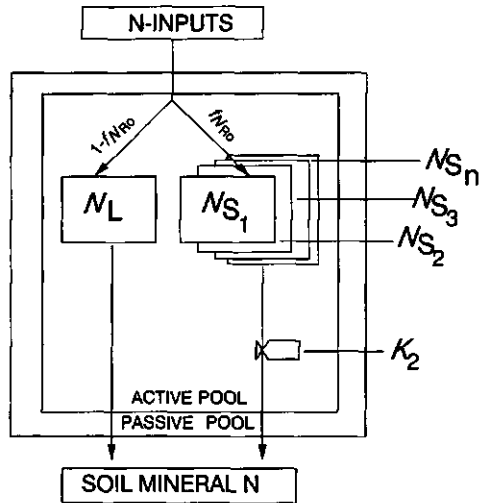 N-INPUTS
1-fNRo
fNRo
NL
NS1
NSn
NS3
NS2
K2
ACTIVE POOL
PASSIVE POOL
SOIL MINERAL N